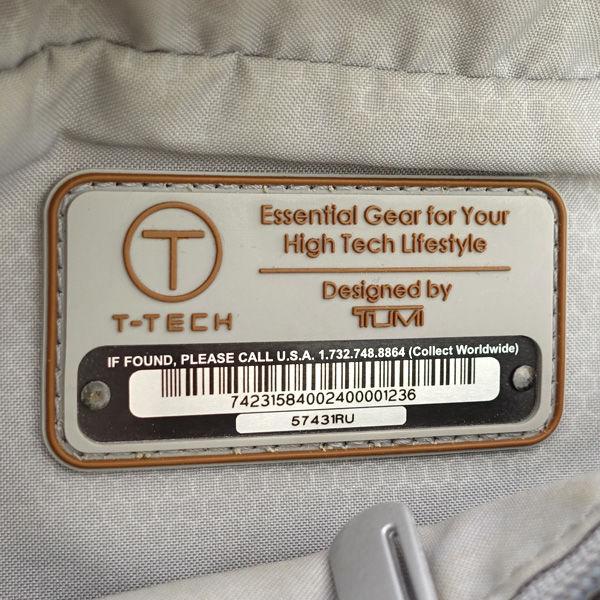 T
T-TECH
Essential Gear for Your
High Tech Lifestyle
Designed by
TUMI
IF FOUND, PLEASE CALL U.S.A. 1.732.748.8864 (Collect Worldwide)
74231584002400001236
57431RU